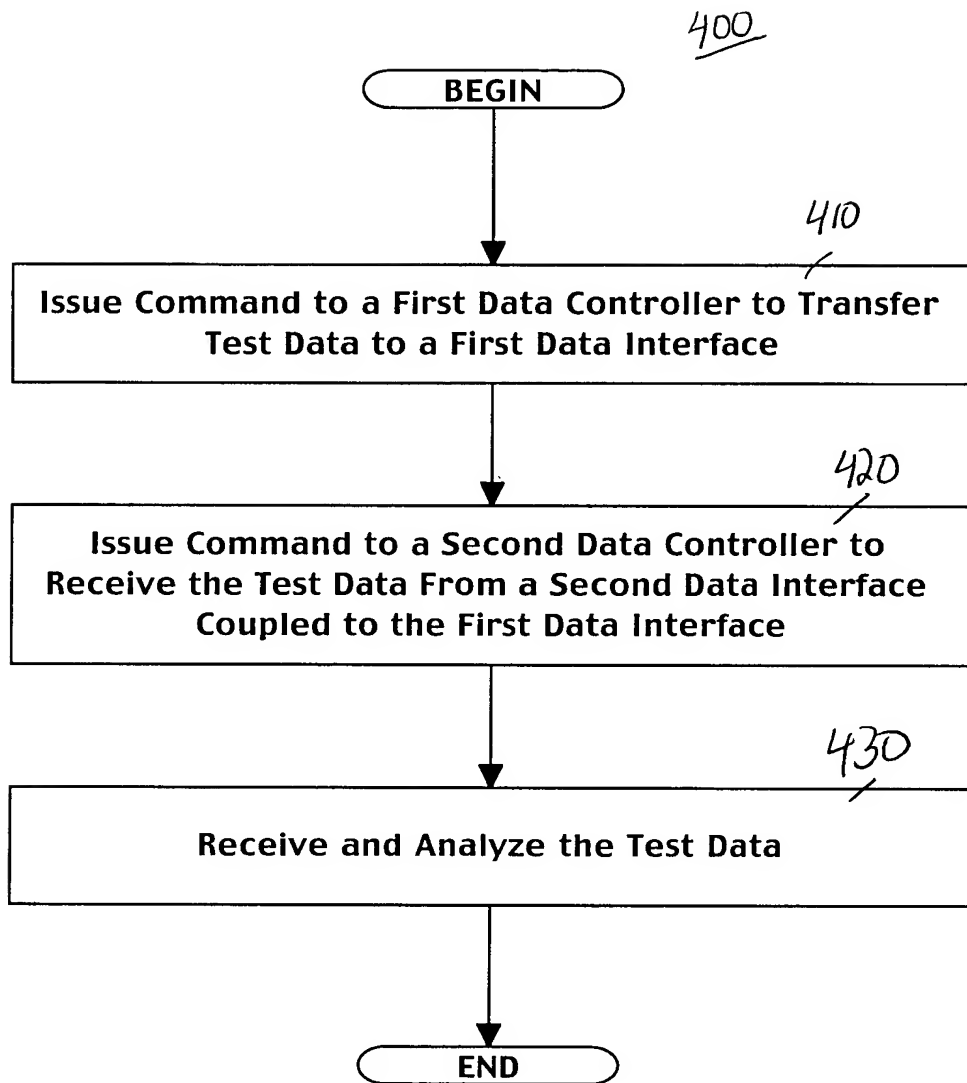 400
BEGIN
410
Issue Command to a First Data Controller to Transfer
Test Data to a First Data Interface
420
Issue Command to a Second Data Controller to
Receive the Test Data From a Second Data Interface
Coupled to the First Data Interface
430
Receive and Analyze the Test Data
END